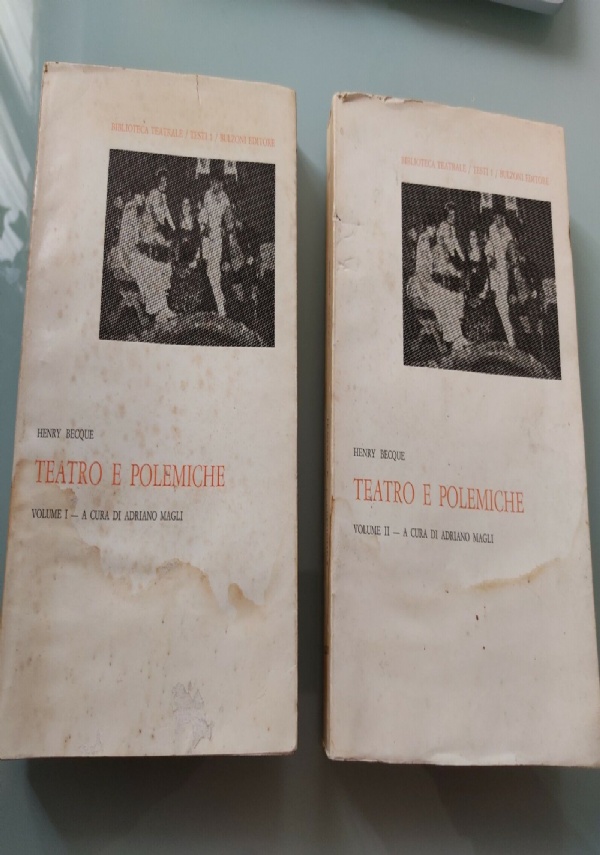 BIBLIOTECA TEATRALE / TESTI 1 / BULZONI EDITORE
HENRY BECQUE
TEATRO E POLEMICHE
VOLUME I — A CURA DI ADRIANO MAGLI
BIBLIOTECA TEATRALE / TESTI 1 / BULZONI EDITORE
HENRY BECQUE
TEATRO E POLEMICHE
VOLUME II — A CURA DI ADRIANO MAGLI